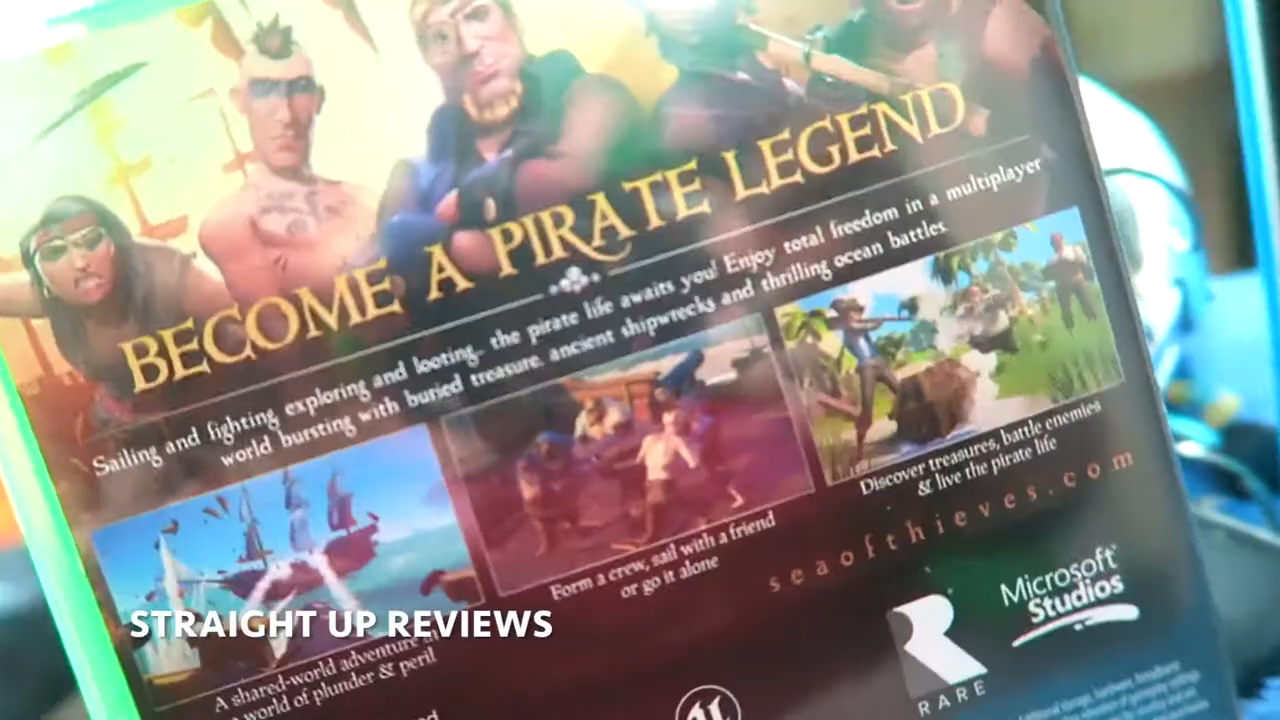 BECOME A PIRATE LEGEND
Sailing and fighting, exploring and looting.. the pirate life awaits you! Enjoy total freedom in a multiplayer
world bursting with buried treasure, ancient shipwrecks and thrilling ocean battles.
A shared-world adventure
world of plunder & peril
Form a crew, sail with a friend
or go it alone
Discover treasures, battle enemies
& live the pirate life
seaofthieves.com
STRAIGHT UP REVIEWS
RARE
Microsoft
Studios